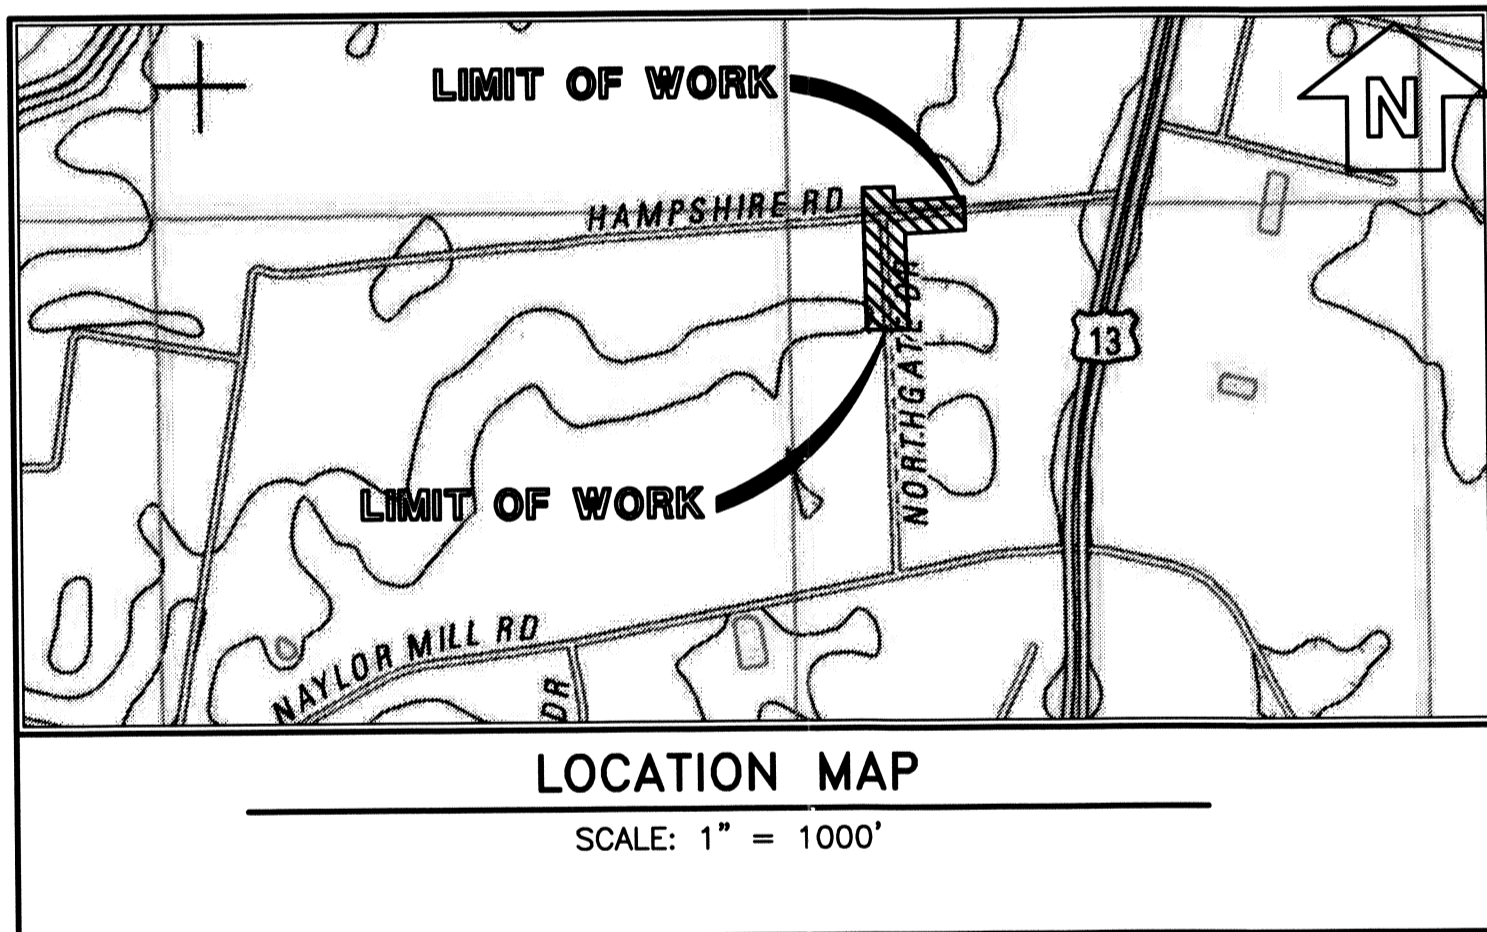 LIMIT OF WORK
N
HAMPSHIRE RD
13
NORTHGATE DR
LIMIT OF WORK
NAYLOR MILL RD
DR
LOCATION MAP
SCALE: 1" = 1000'